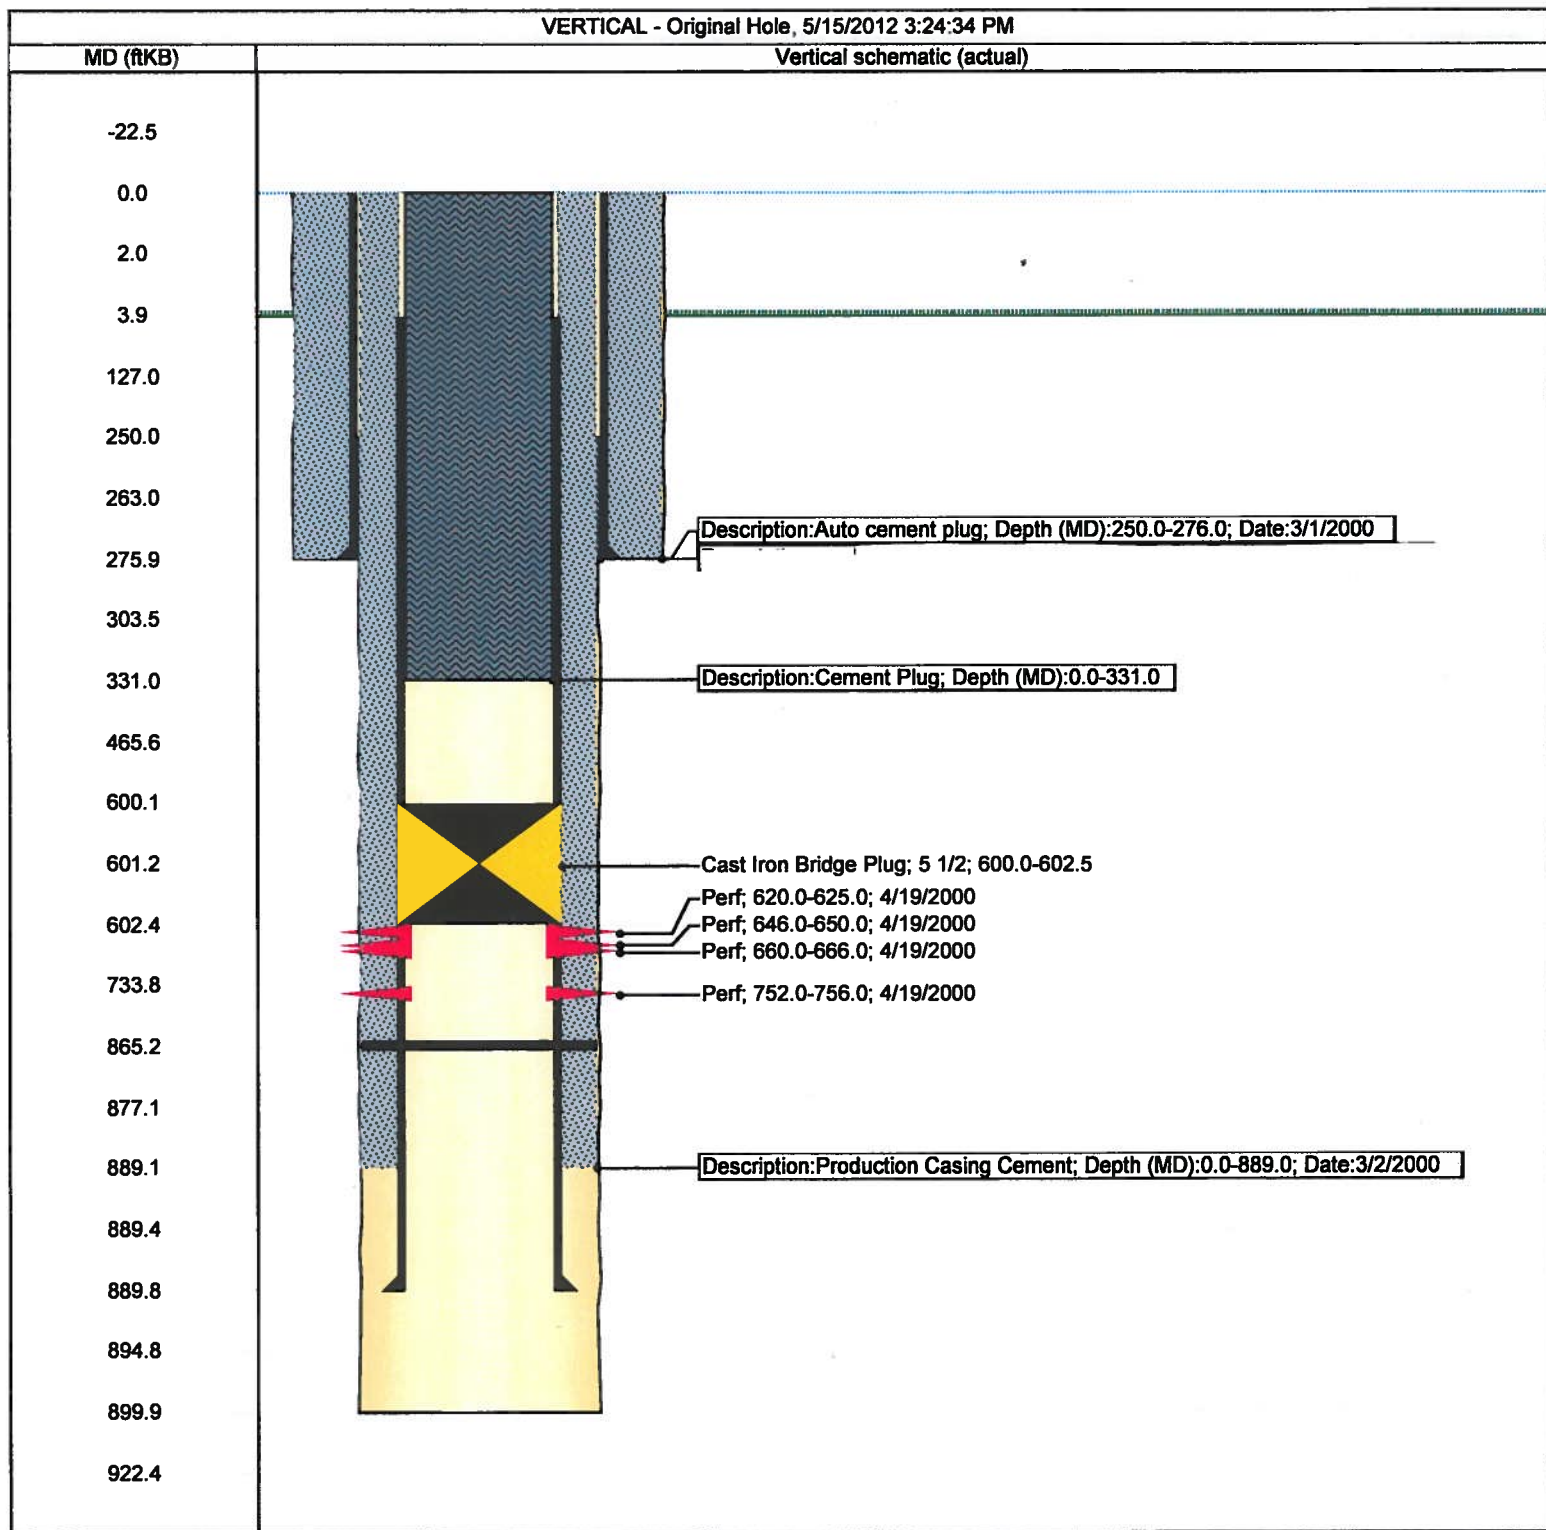 VERTICAL - Original Hole, 5/15/2012 3:24:34 PM
MD (ftKB)
Vertical schematic (actual)
-22.5
0.0
2.0
3.9
127.0
250.0
263.0
Description:Auto cement plug; Depth (MD):250.0-276.0; Date:3/1/2000
275.9
303.5
331.0
Description:Cement Plug; Depth (MD):0.0-331.0
465.6
600.1
601.2
Cast Iron Bridge Plug; 5 1/2; 600.0-602.5
Perf; 620.0-625.0; 4/19/2000
602.4
Perf; 646.0-650.0; 4/19/2000
Perf; 660.0-666.0; 4/19/2000
733.8
Perf; 752.0-756.0; 4/19/2000
865.2
877.1
889.1
Description:Production Casing Cement; Depth (MD):0.0-889.0; Date:3/2/2000
889.4
889.8
894.8
899.9
922.4